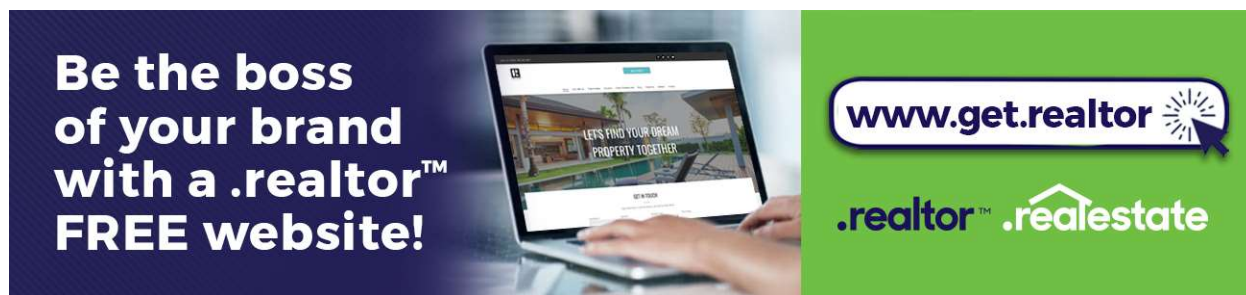 Be the boss
of your brand
with a .realtor™
FREE website!
LET'S FIND YOUR DREAM
PROPERTY TOGETHER
GET IN TOUCH
www.get.realtor
.realtor™ .realestate